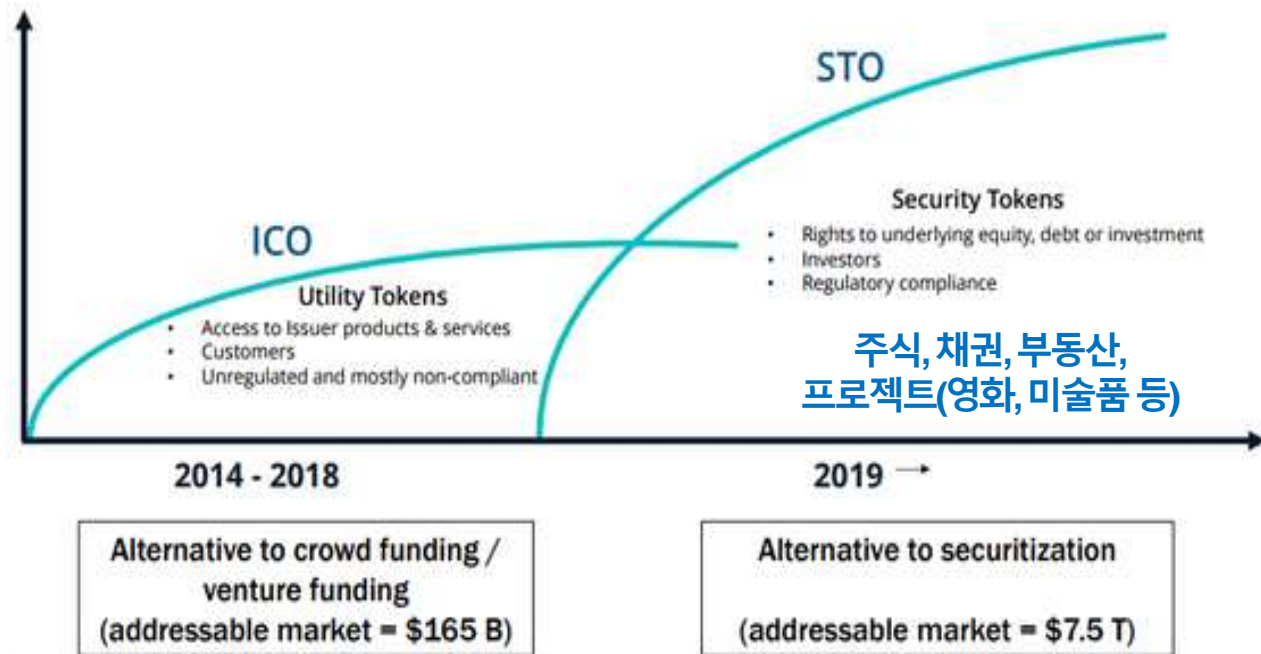 STO
Security Tokens
• Rights to underlying equity, debt or investment
• Investors
• Regulatory compliance
ICO
Utility Tokens
• Access to Issuer products & services
• Customers
• Unregulated and mostly non-compliant
주식, 채권, 부동산,
프로젝트(영화, 미술품 등)
2014 - 2018
2019 →
Alternative to crowd funding /
venture funding
(addressable market = $165 B)
Alternative to securitization
(addressable market = $7.5 T)